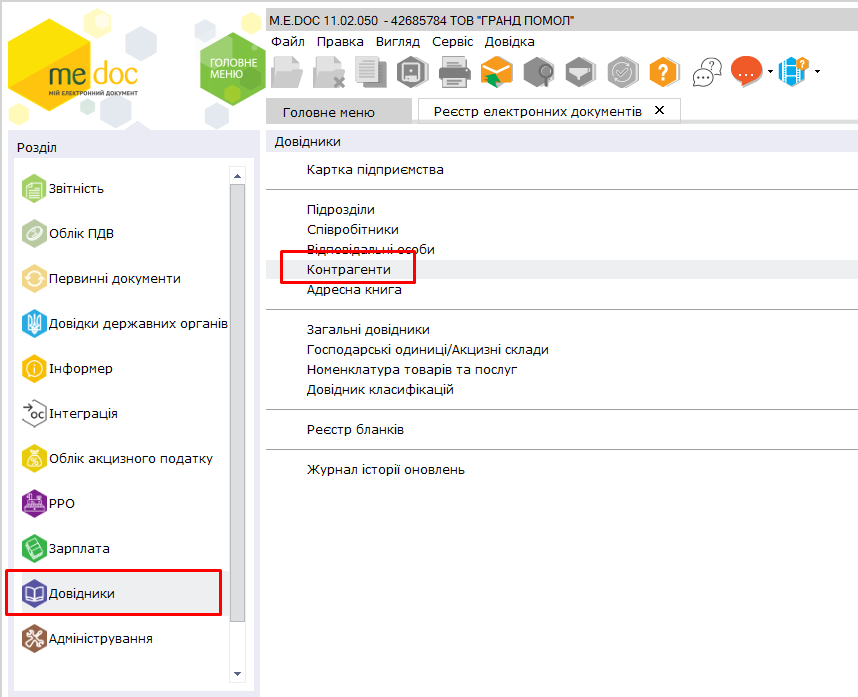 M.E.DOC 11.02.050 - 42685784 ТОВ "ГРАНД ПОМОЛ"
me doc
МІЙ ЕЛЕКТРОННИЙ ДОКУМЕНТ
ГОЛОВНЕ
МЕНЮ
Файл Правка Вигляд Сервіс Довідка
Головне меню
Реєстр електронних документів
Розділ
Звітність
Облік ПДВ
Первинні документи
Довідки державних органів
Інформер
Інтеграція
Облік акцизного податку
РРО
Зарплата
Довідники
Адміністрування
Довідники
Картка підприємства
Підрозділи
Співробітники
Відповідальні особи
Контрагенти
Адресна книга
Загальні довідники
Господарські одиниці/Акцизні склади
Номенклатура товарів та послуг
Довідник класифікацій
Реєстр бланків
Журнал історії оновлень